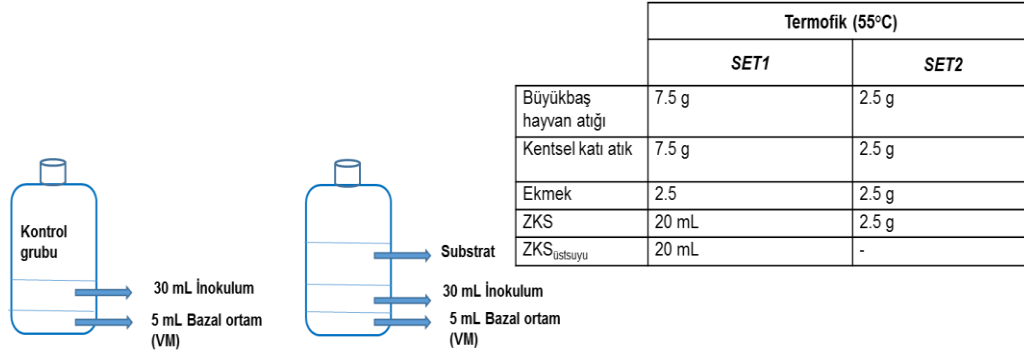 Termofik (55°C)
SET1 SET2
Büyükbaş
hayvan atığı
7.5 g 2.5 g
Kentsel katı atık 7.5 g 2.5 g
Ekmek 2.5 2.5 g
ZKS 20 mL 2.5 g
ZKSüstsuyu 20 mL -
Kontrol
grubu
30 mL İnokulum
5 mL Bazal ortam
(VM)
Substrat
30 mL İnokulum
5 mL Bazal ortam
(VM)